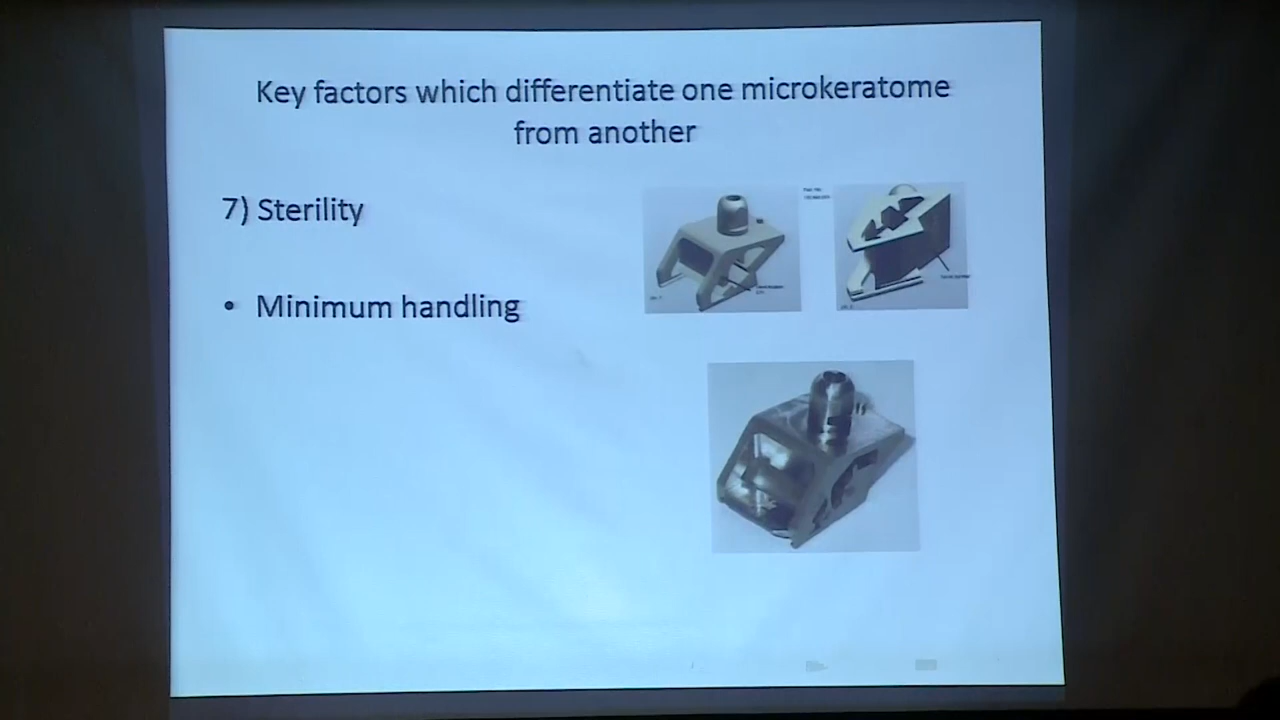 Key factors which differentiate one microkeratome
from another
7) Sterility
• Minimum handling